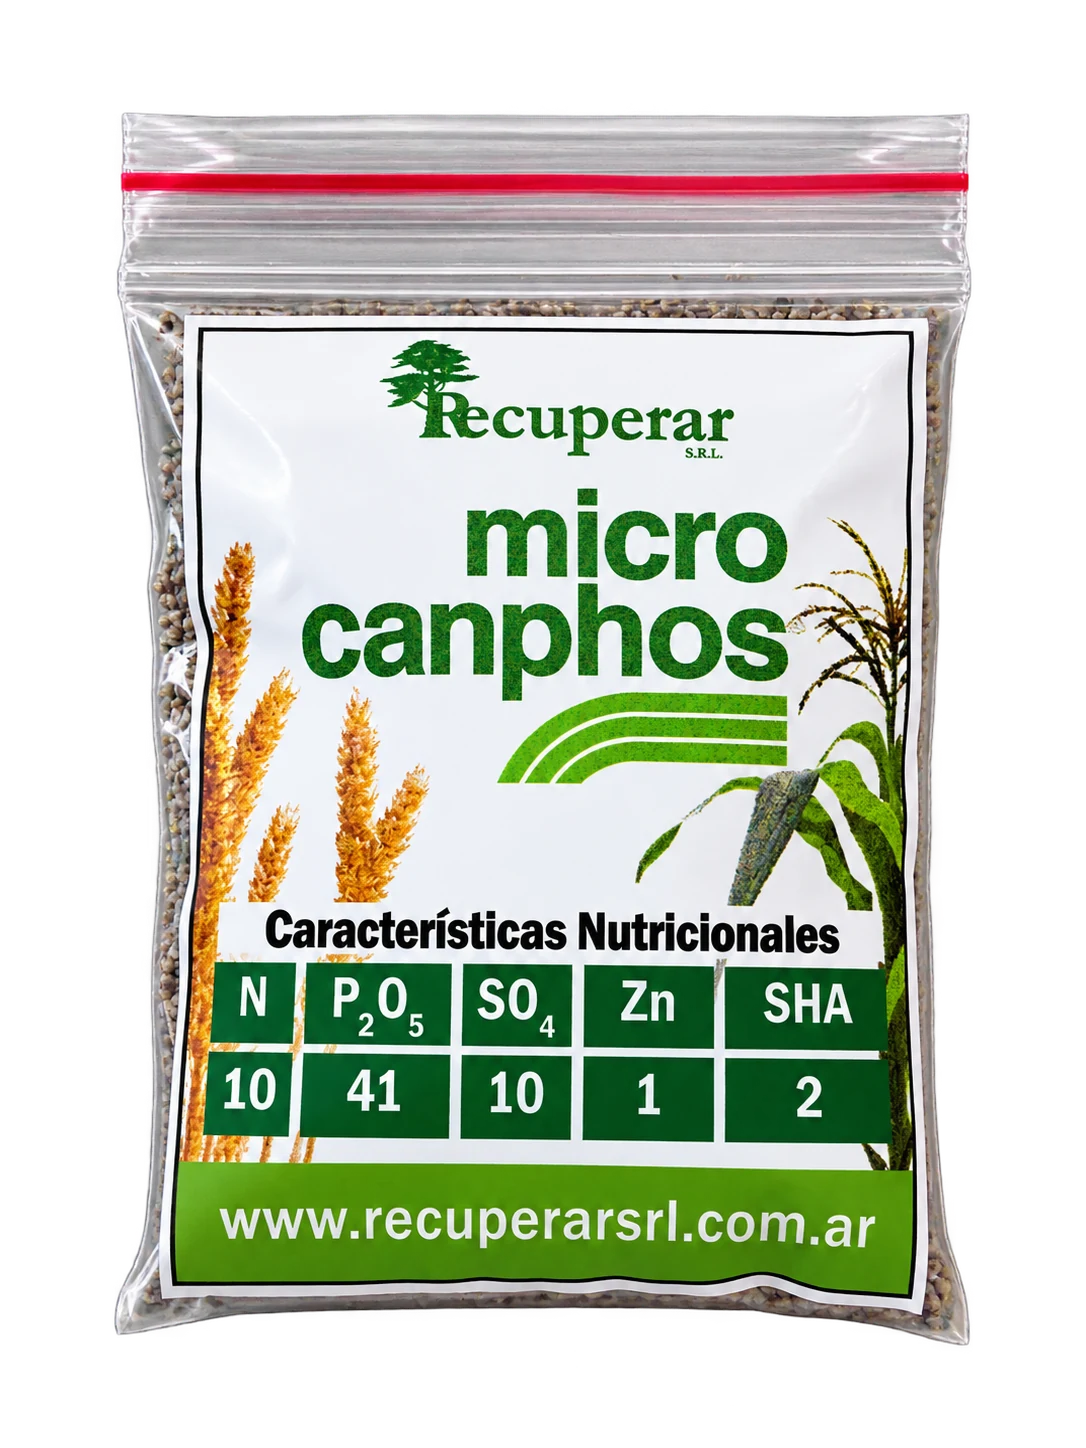 Recuperar
S.R.L.
micro
canphos
Características Nutricionales
N P₂O₅ SO₄ Zn SHA
10 41 10 1 2
www.recuperarsrl.com.ar